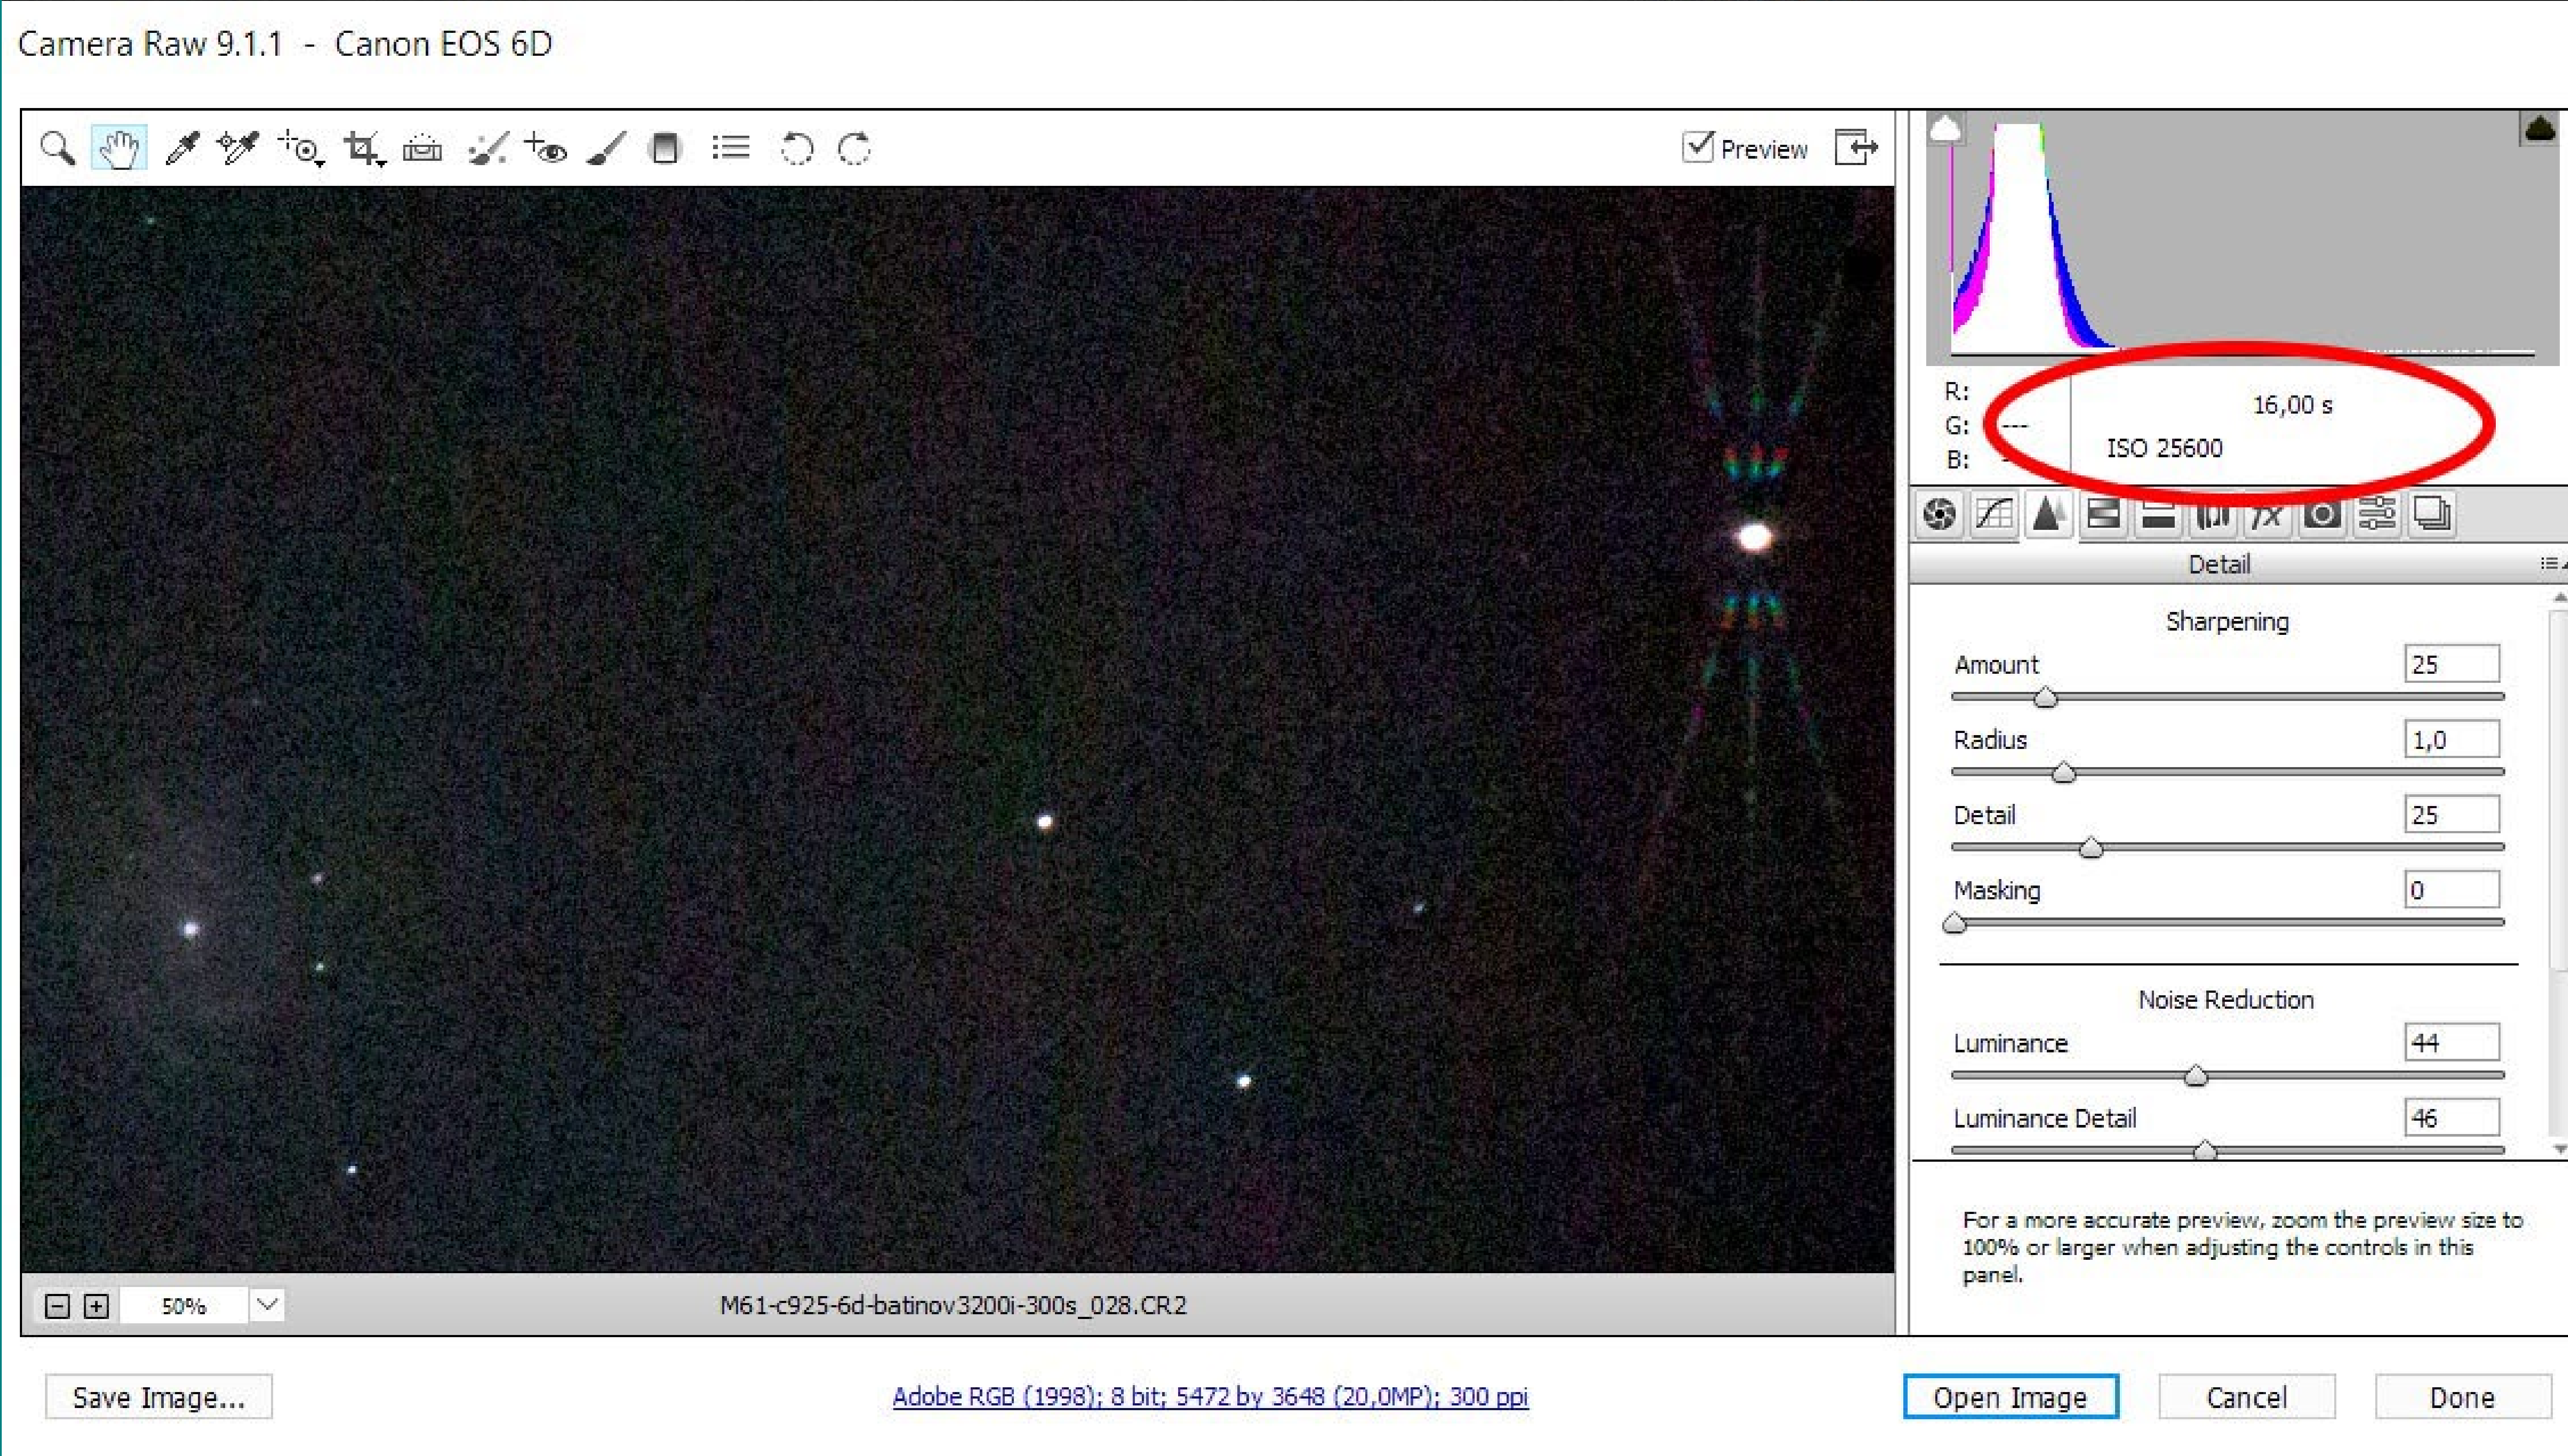 Camera Raw 9.1.1 - Canon EOS 6D
Preview
R:
G: ---
B:
16,00 s
ISO 25600
fx
Detail
Sharpening
Amount 25
Radius 1,0
Detail 25
Masking 0
Noise Reduction
Luminance 44
Luminance Detail 46
For a more accurate preview, zoom the preview size to
100% or larger when adjusting the controls in this
panel.
50%
M61-c925-6d-batinov3200i-300s_028.CR2
Save Image...
Adobe RGB (1998); 8 bit; 5472 by 3648 (20,0MP); 300 ppi
Open Image
Cancel
Done